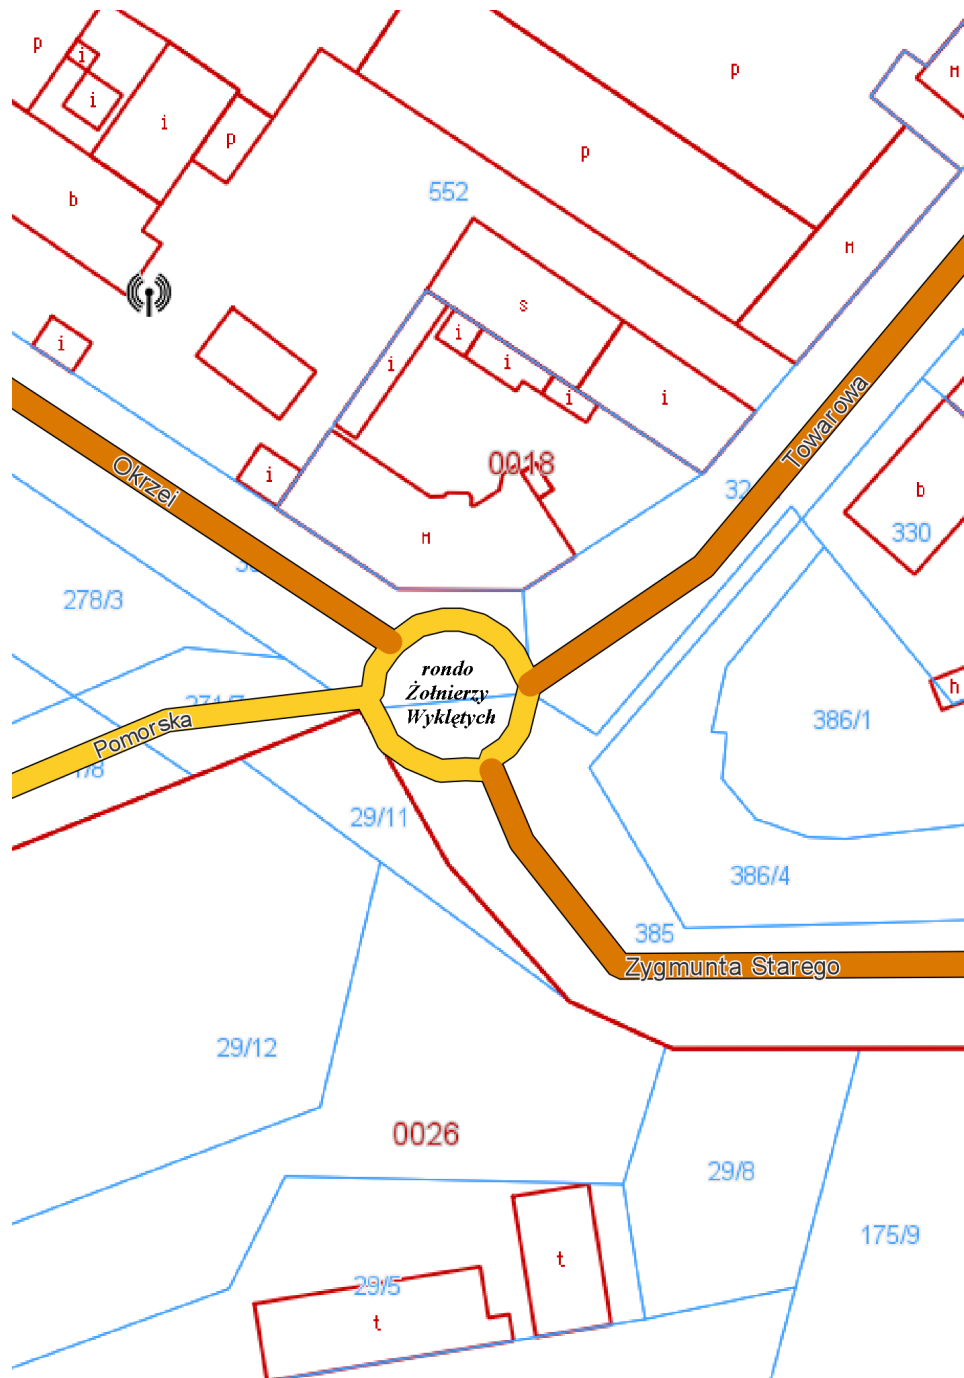 p
i
p
i
i
p
p
м
b
552
м
s
i
i
i
i
i
i
Towarowa
Okrzei
i
0018
32
b
330
м
278/3
rondo
Żołnierzy
Wyklętych
h
386/1
Pomorska
29/11
386/4
385
Zygmunta Starego
29/12
0026
29/8
175/9
t
29/5
t